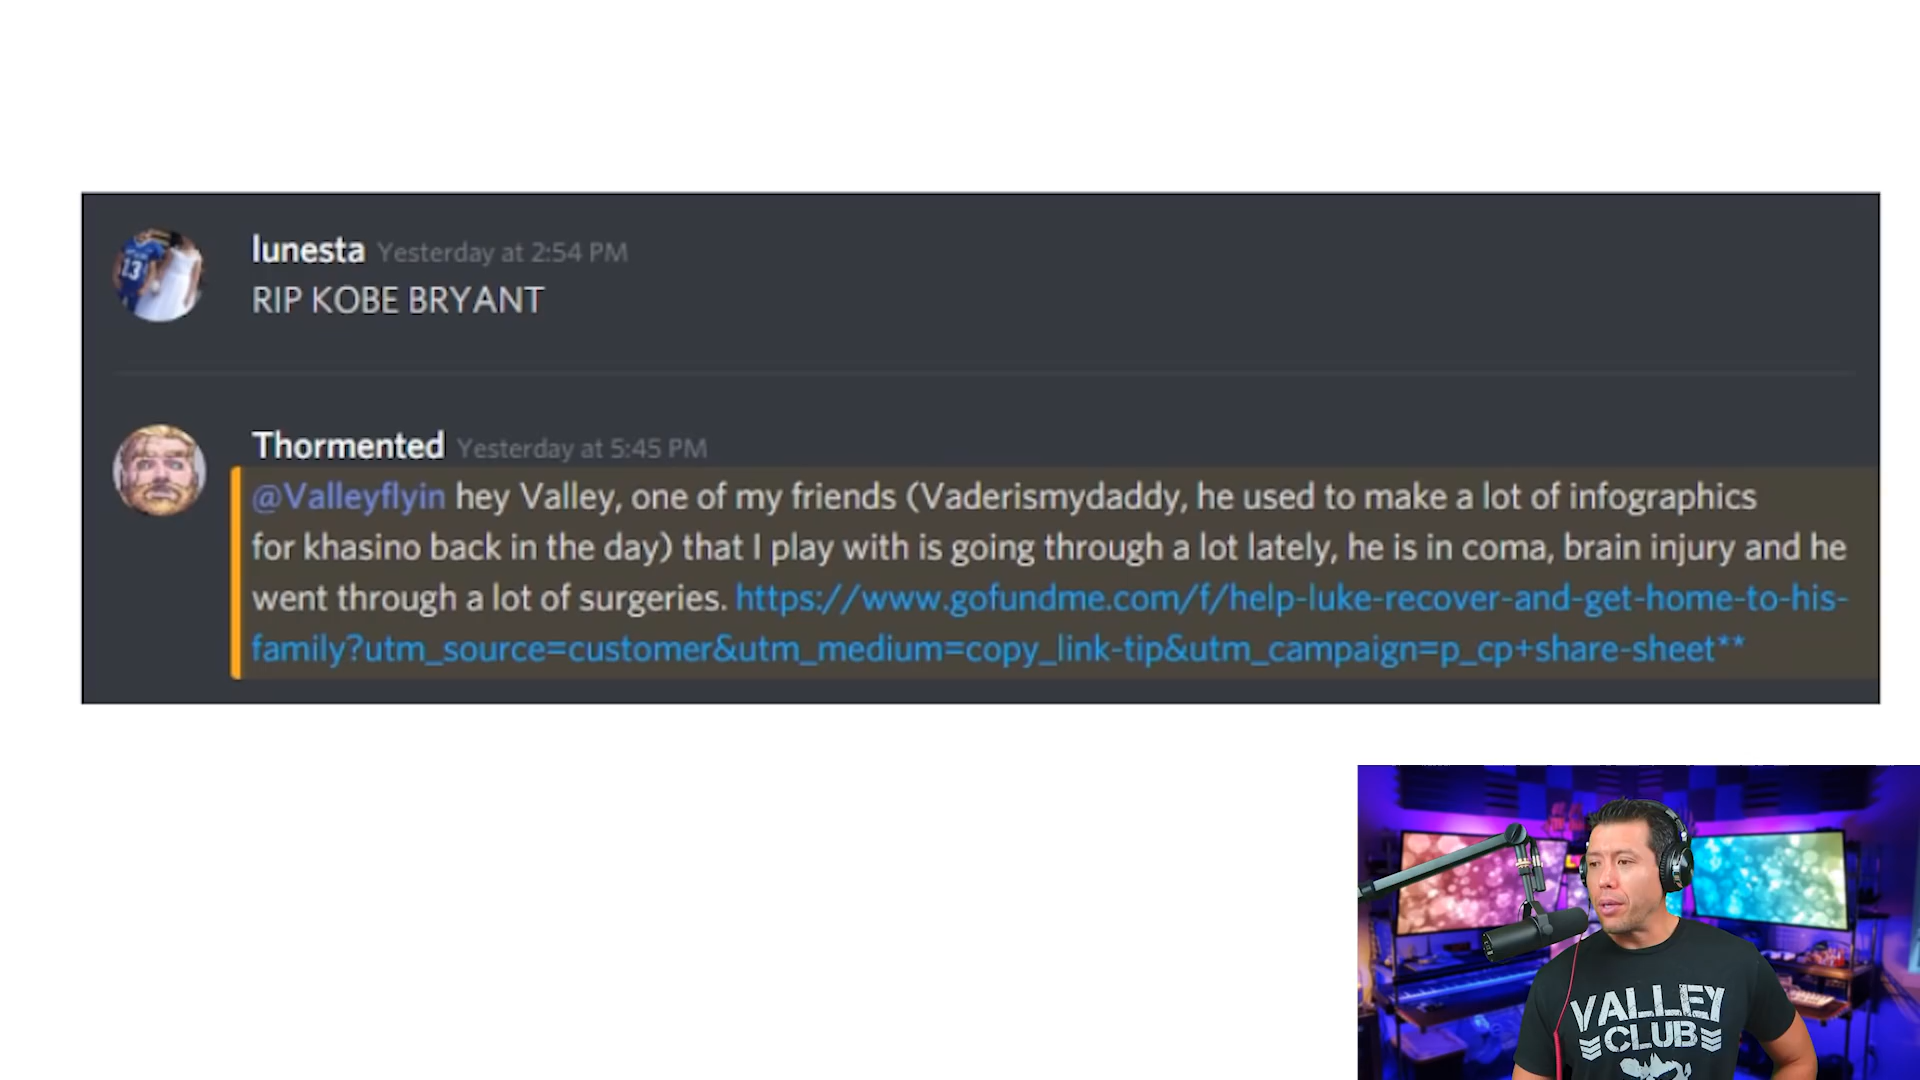 lunesta Yesterday at 2:54 PM
RIP KOBE BRYANT
Thormented Yesterday at 5:45 PM
@Valleyflyin hey Valley, one of my friends (Vaderismydaddy, he used to make a lot of infographics
for khasino back in the day) that I play with is going through a lot lately, he is in coma, brain injury and he
went through a lot of surgeries. https://www.gofundme.com/f/help-luke-recover-and-get-home-to-his-
family?utm_source=customer&utm_medium=copy_link-tip&utm_campaign=p_cp+share-sheet**
13
VALLEY
CLUB